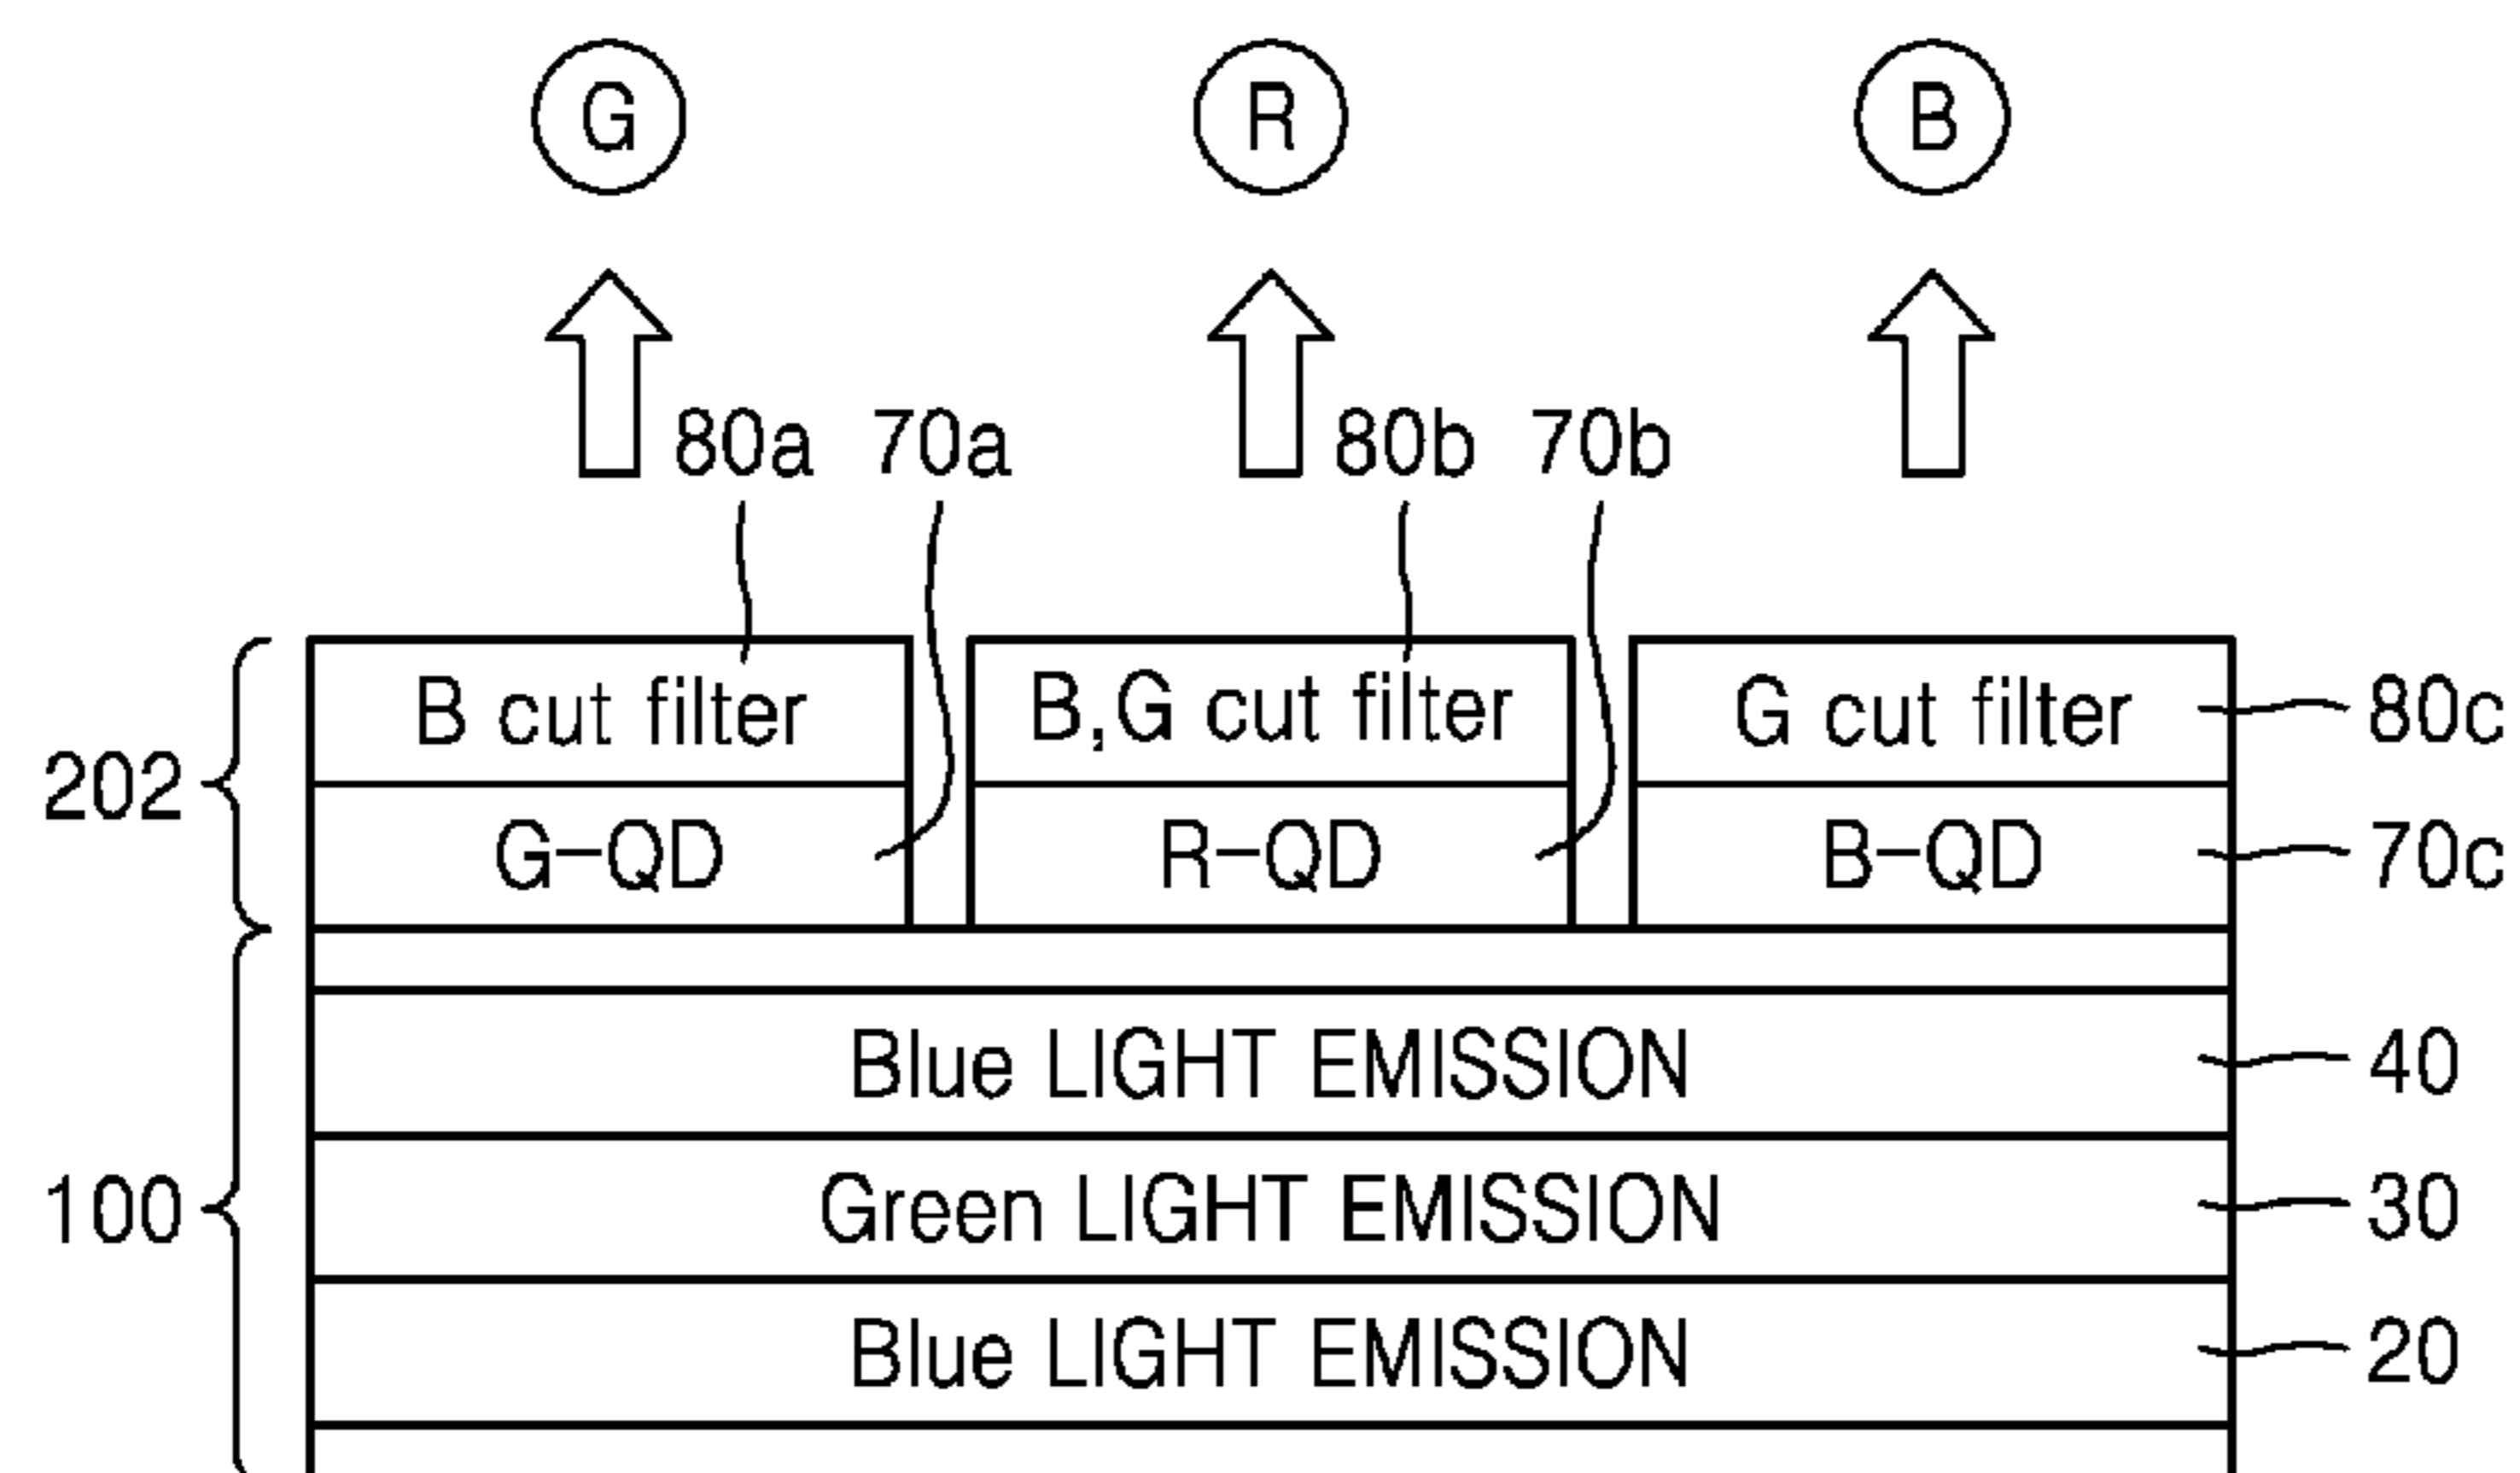 G R B
80a 70a 80b 70b
B cut filter B,G cut filter G cut filter 80c
202
G-QD R-QD B-QD 70c
Blue LIGHT EMISSION 40
100 Green LIGHT EMISSION 30
Blue LIGHT EMISSION 20